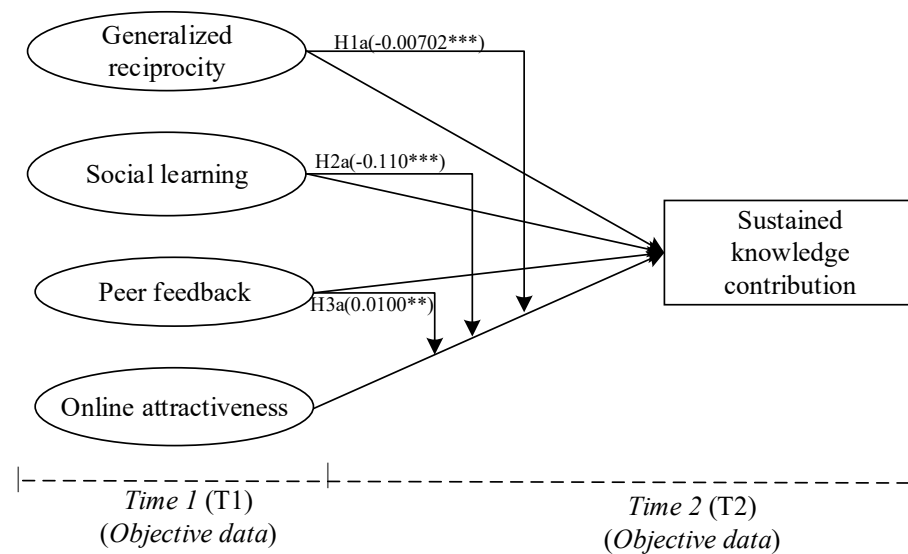 Generalized
reciprocity
H1a(-0.00702***)
Social learning
H2a(-0.110***)
Sustained
knowledge
contribution
Peer feedback
H3a(0.0100**)
Online attractiveness
Time 1 (T1)
(Objective data)
Time 2 (T2)
(Objective data)